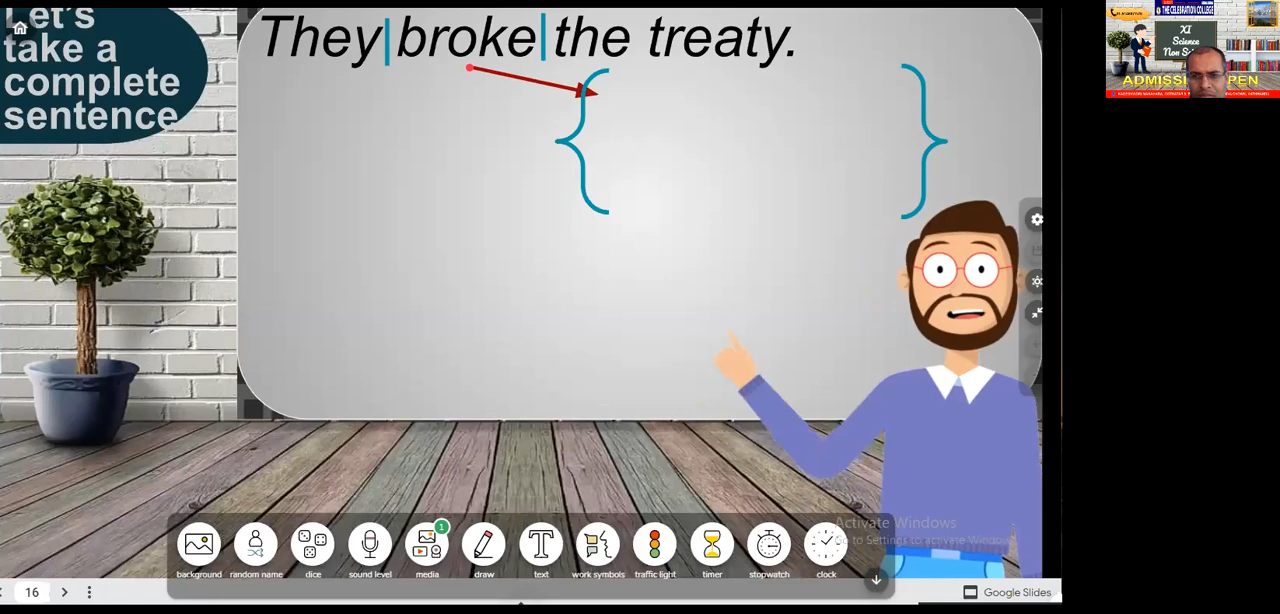 Let's
take a
complete
sentence
They broke the treaty.
XI
Science
THE CELEBRATION COLLEGE
Activate Windows
Go to Settings to activate Windows
background random name dice sound level media 1 draw text work symbols traffic light timer stopwatch clock
16
Google Slides